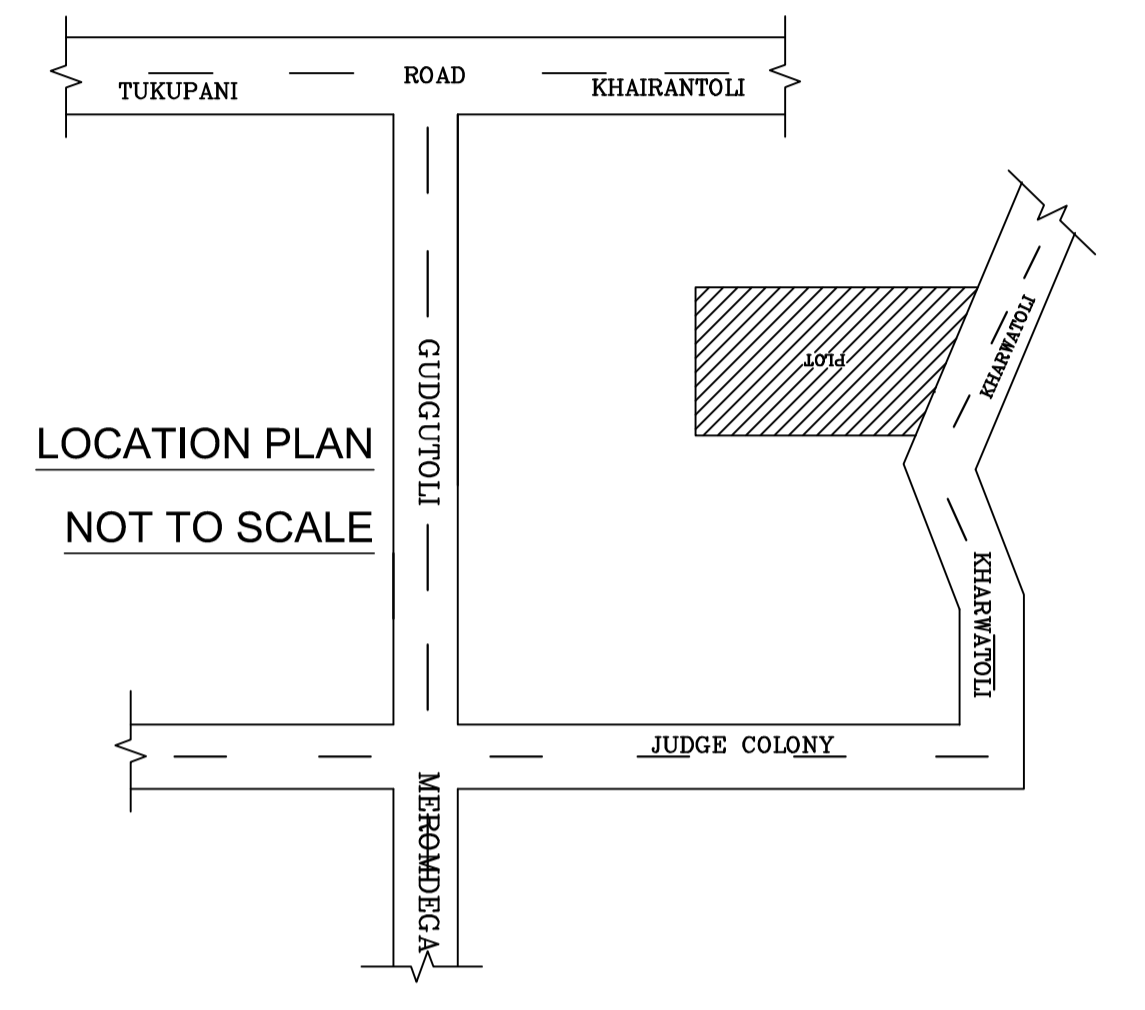 ROAD
TUKUPANI
KHAIRANTOLI
KHARWATOLI
PLOT
GUDGUTOLI
LOCATION PLAN
NOT TO SCALE
KHARWATOLI
JUDGE COLONY
MEROMDEGA